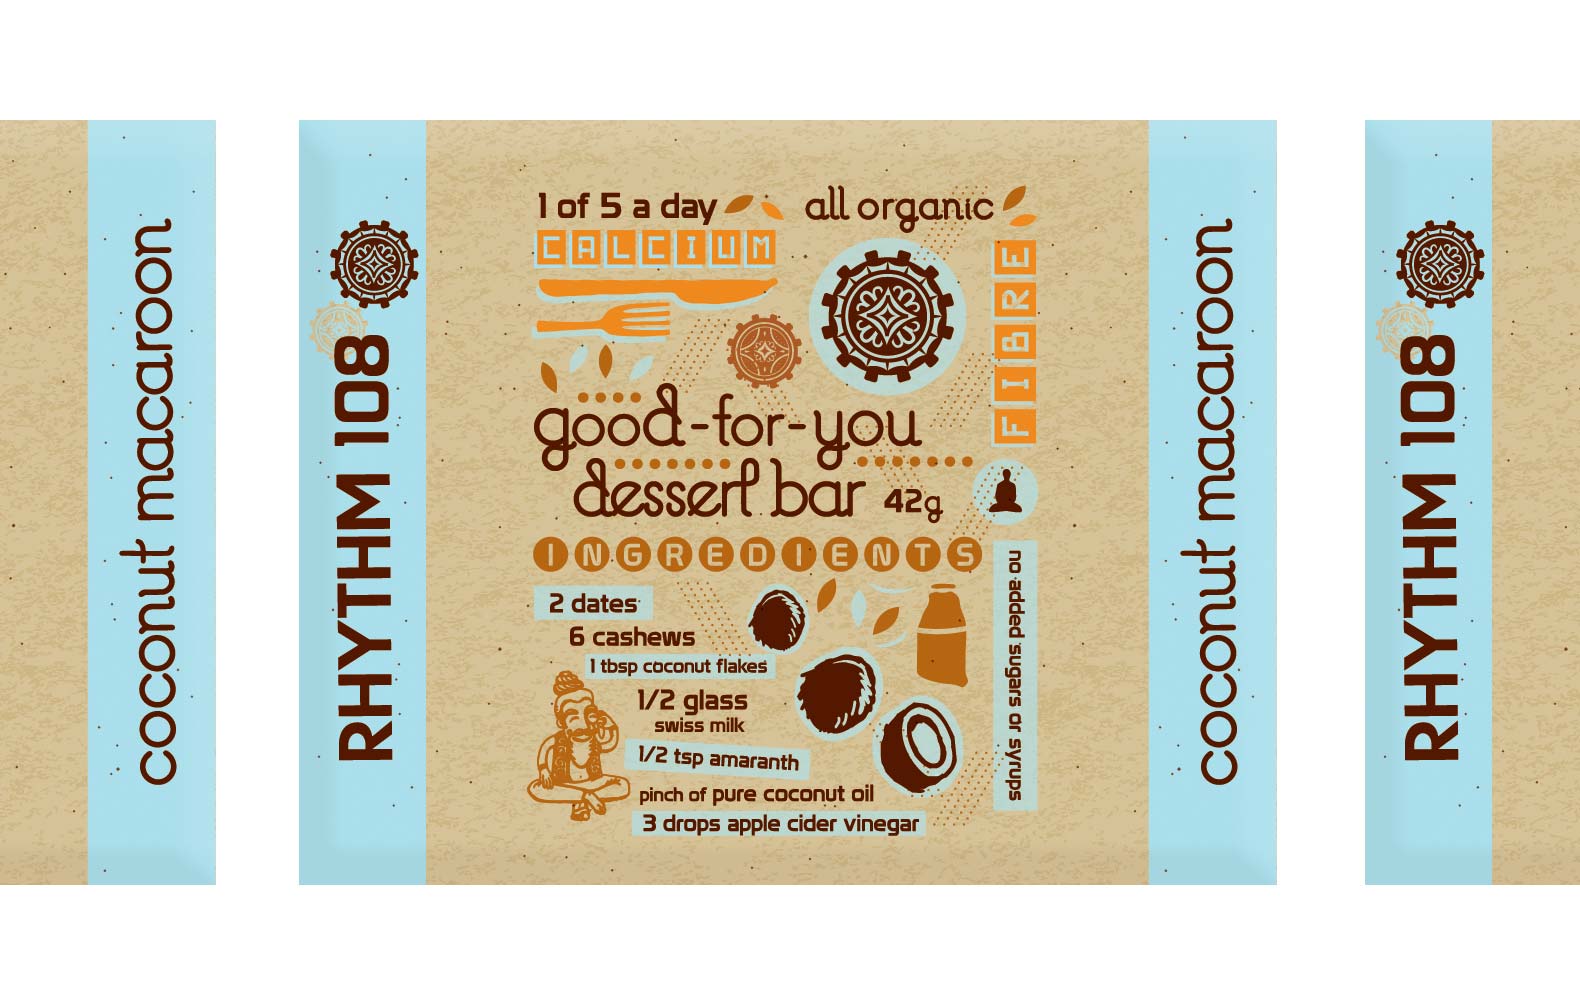 coconut macaroon
RHYTHM 108
1 of 5 a day
all organic
CALCIUM
FIBRE
good-for-you
dessert bar 42g
INGREDIENTS
2 dates
6 cashews
1 tbsp coconut flakes
1/2 glass
swiss milk
1/2 tsp amaranth
pinch of pure coconut oil
3 drops apple cider vinegar
no added sugars or syrups
coconut macaroon
RHYTHM 108